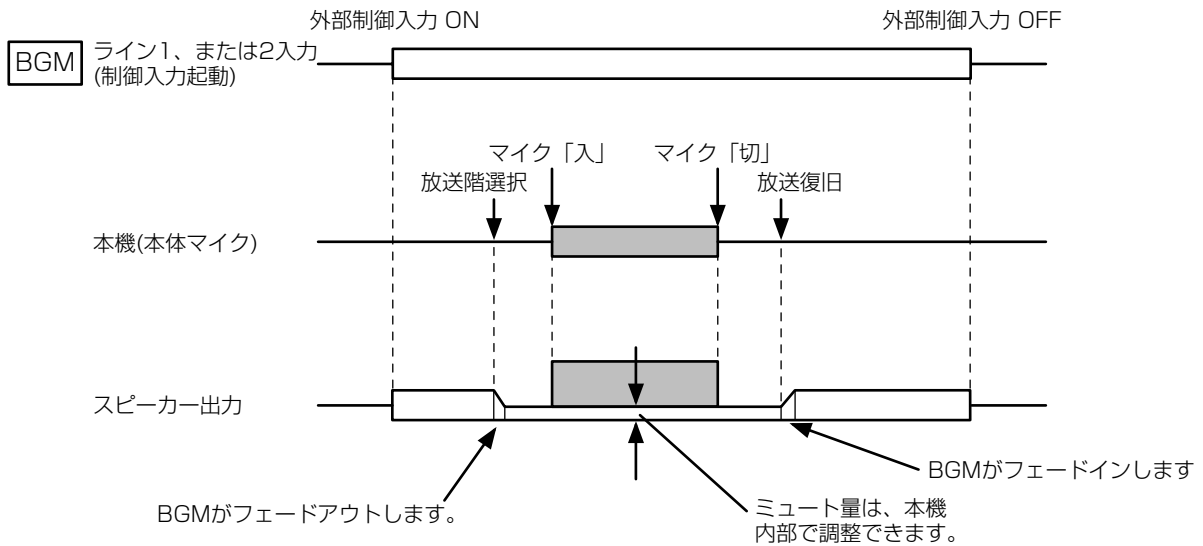 外部制御入力 ON
外部制御入力 OFF
BGM
ライン1、または2入力
(制御入力起動)
マイク「入」
マイク「切」
放送階選択
放送復旧
本機(本体マイク)
スピーカー出力
BGMがフェードインします
BGMがフェードアウトします。
ミュート量は、本機
内部で調整できます。